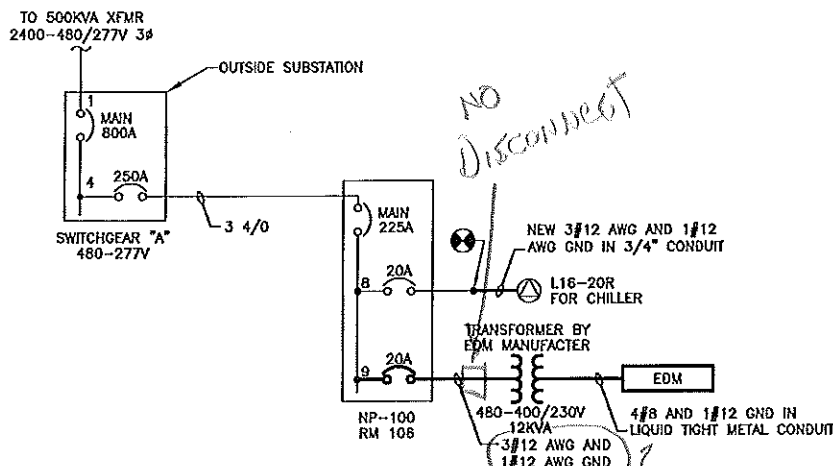 TO 500KVA XFMR
2400-480/277V 3ø
OUTSIDE SUBSTATION
1
MAIN
800A
4
250A
3 4/0
SWITCHGEAR "A"
480-277V
NO
DISCONNECT
MAIN
225A
NEW 3#12 AWG AND 1#12
AWG GND IN 3/4" CONDUIT
8
20A
L16-20R
FOR CHILLER
TRANSFORMER BY
EDM MANUFACTER
9
20A
EDM
NP-100
RM 106
480-400/230V
12KVA
4#8 AND 1#12 GND IN
LIQUID TIGHT METAL CONDUIT
3#12 AWG AND
1#12 AWG GND
?